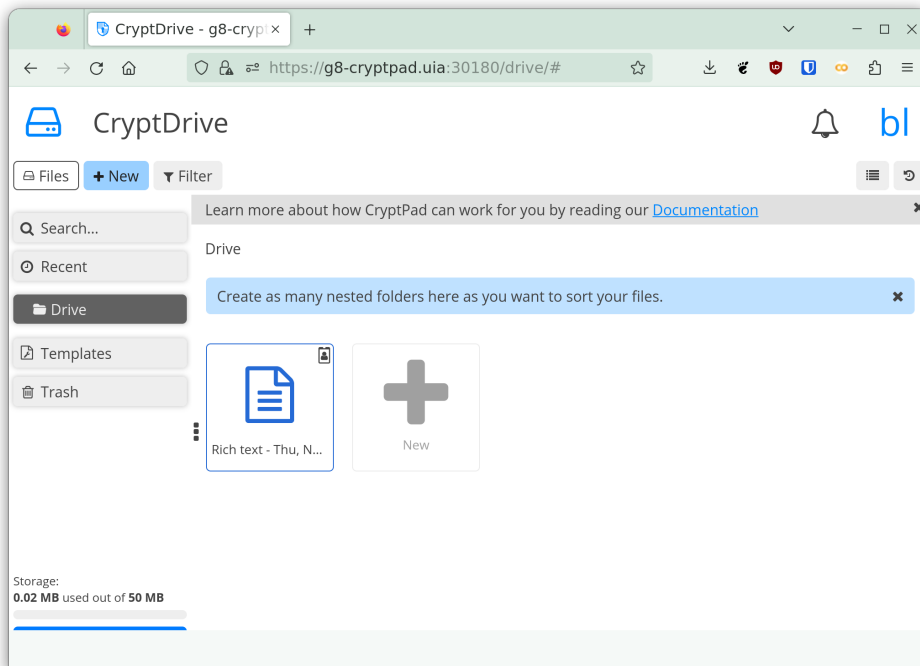 CryptDrive - g8-crypt
https://g8-cryptpad.uia:30180/drive/#
CryptDrive
bl
Files
New
Filter
Learn more about how CryptPad can work for you by reading our Documentation
Search...
Drive
Recent
Create as many nested folders here as you want to sort your files.
Drive
Templates
Trash
Rich text - Thu, N...
New
Storage:
0.02 MB used out of 50 MB